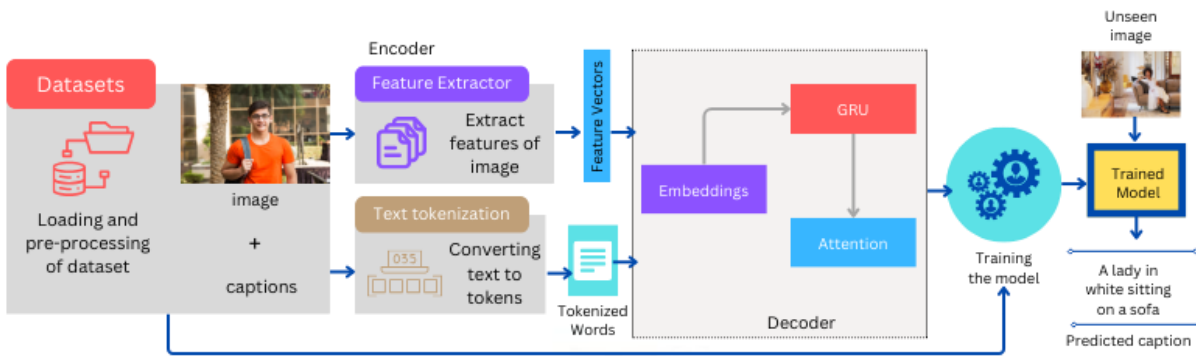 Datasets
Loading and
pre-processing
of dataset
image
+
captions
Encoder
Feature Extractor
Extract
features of
image
Text tokenization
035
Converting
text to
tokens
Feature Vectors
Tokenized
Words
Embeddings
GRU
Attention
Decoder
Training
the model
Unseen
image
Trained
Model
A lady in
white sitting
on a sofa
Predicted caption